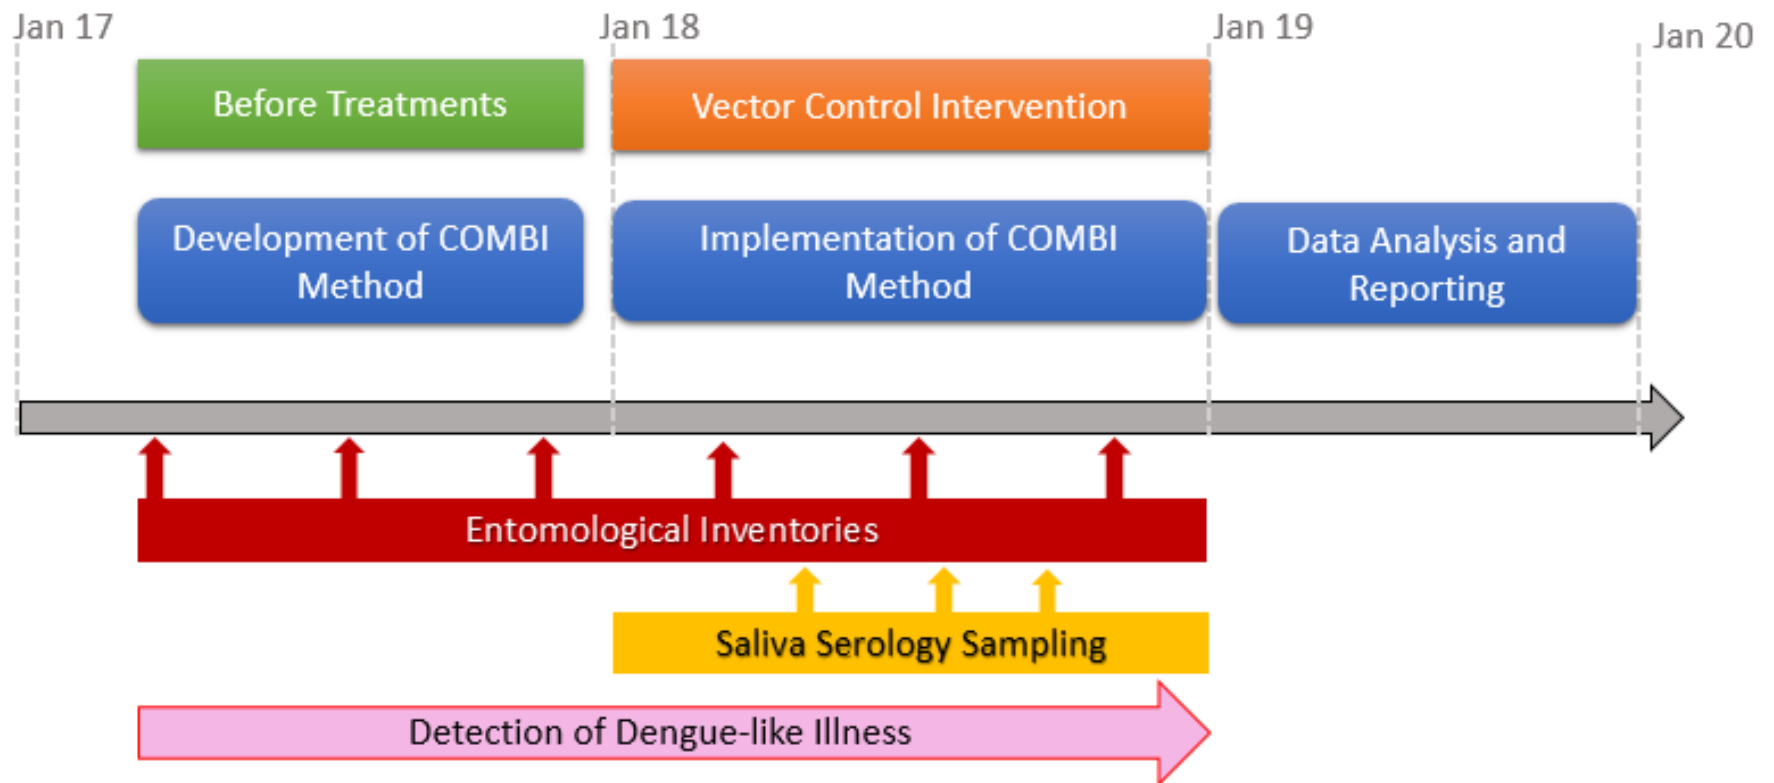 Jan 17
Jan 18
Jan 19
Jan 20
Before Treatments
Vector Control Intervention
Development of COMBI
Method
Implementation of COMBI
Method
Data Analysis and
Reporting
Entomological Inventories
Saliva Serology Sampling
Detection of Dengue-like Illness